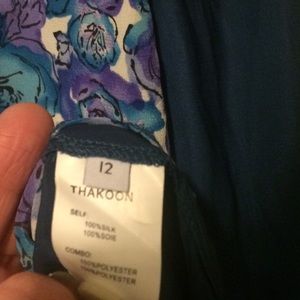 12
THAKOON
SELF:
100%SILK
100%SOIE
COMBO:
100%POLYESTER
100%POLYESTER